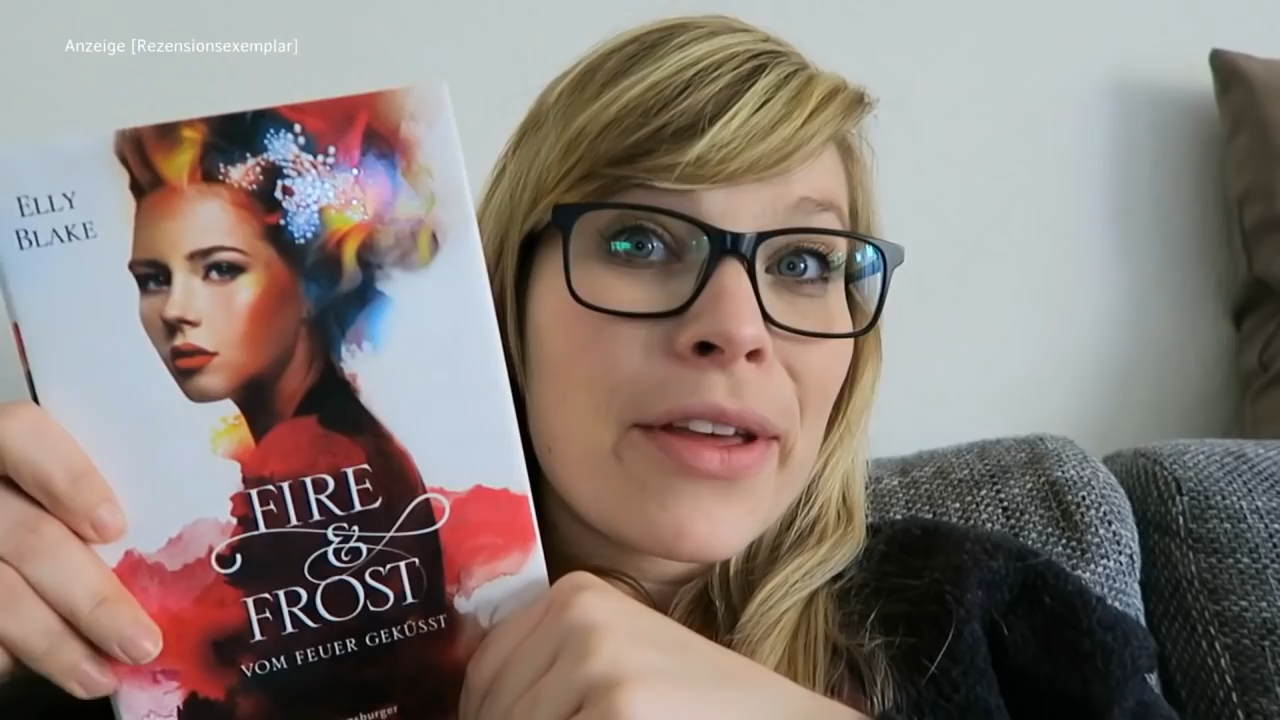 Anzeige [Rezensionsexemplar]
ELLY
BLAKE
FIRE
&
FROST
VOM FEUER GEKÜSST